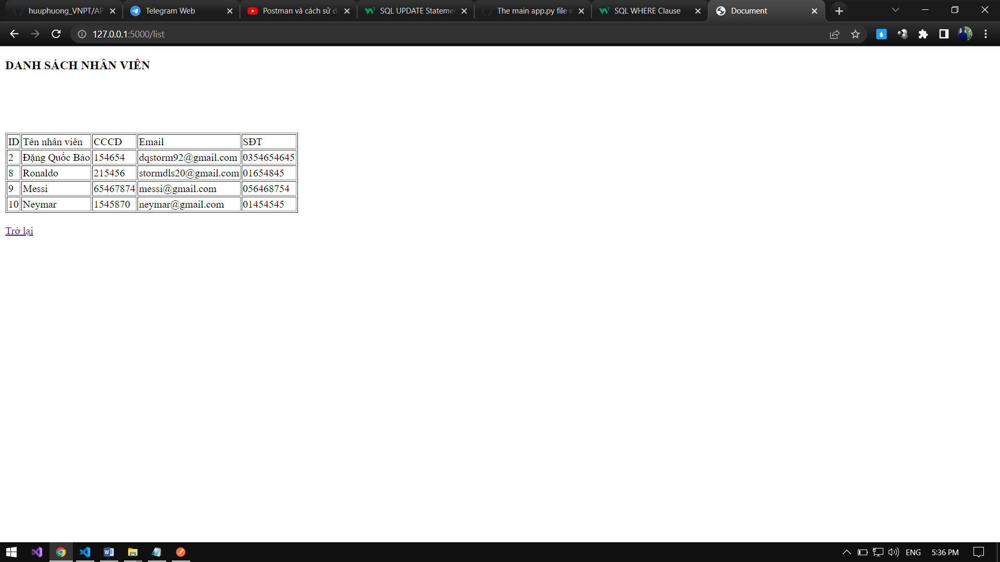 huuphuong_VNPT/AP
Telegram Web
Postman và cách sử d
SQL UPDATE Statemen
The main app.py file w
SQL WHERE Clause
Document
127.0.0.1:5000/list
DANH SÁCH NHÂN VIÊN
ID Tên nhân viên CCCD Email SĐT
2 Đặng Quốc Bảo 154654 dqstorm92@gmail.com 0354654645
8 Ronaldo 215456 stormdls20@gmail.com 01654845
9 Messi 65467874 messi@gmail.com 056468754
10 Neymar 1545870 neymar@gmail.com 01454545
Trở lại
ENG
5:36 PM